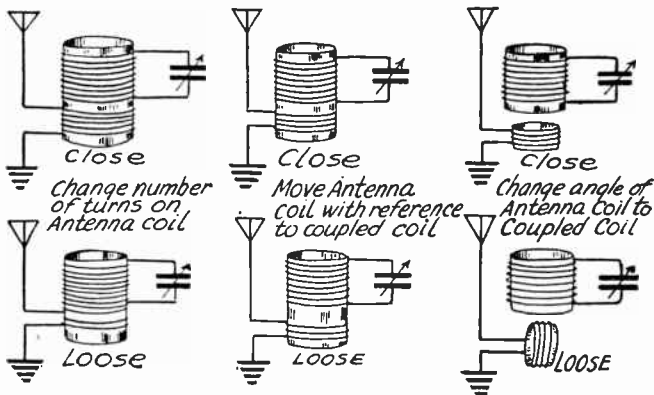 Close
Close
Close
Change number
of turns on
Antenna coil
Move Antenna
coil with reference
to coupled coil
Change angle of
Antenna Coil to
Coupled Coil
Loose
LOOSE
LOOSE